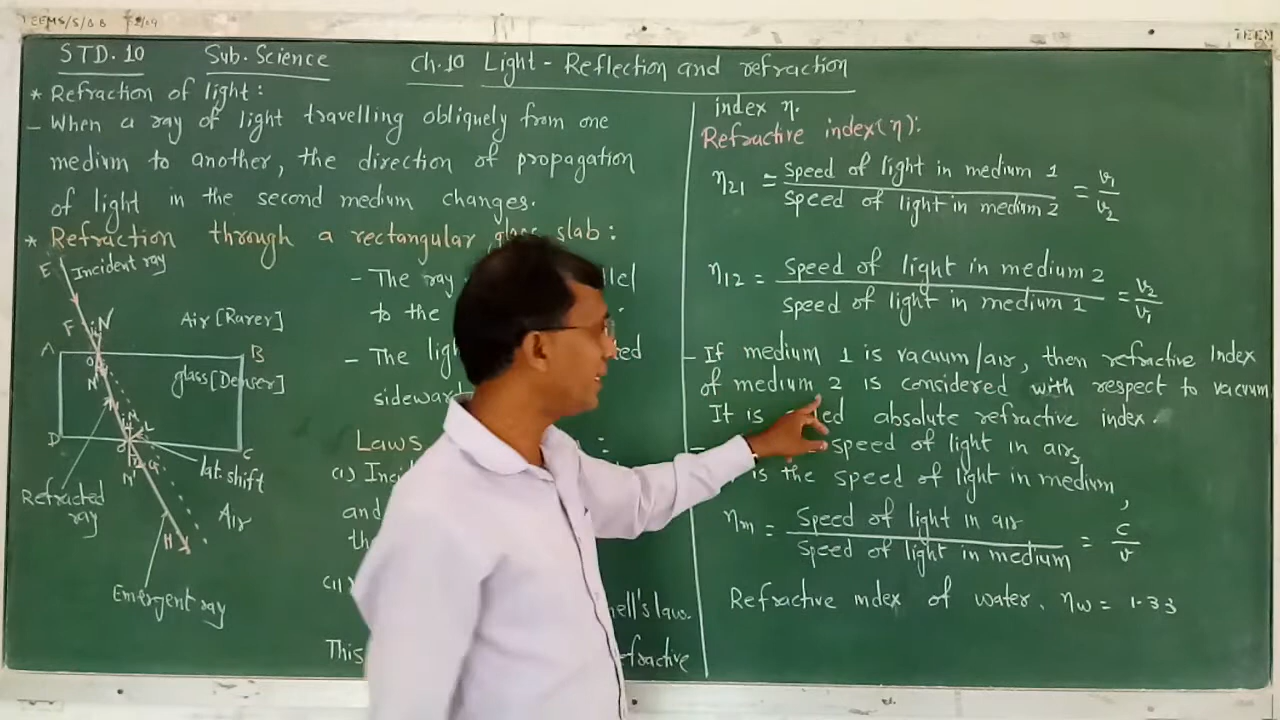 TEEMS/S/BB
TEEM
STD.10 Sub. Science Ch.10 Light - Reflection and refraction
* Refraction of light:
- When a ray of light travelling obliquely from one
medium to another, the direction of propagation
of light in the second medium changes.
* Refraction through a rectangular slab:
E Incident ray
F N
Air [Rarer]
A B
O
glass [Denser]
N'
M L
D C
O'
M' G
lat. shift
Refracted
ray
Air
H
Emergent ray
- The ray
to the
- The lig
sidewar
Laws :
(i) Inci
and
the
(ii)
nell's law.
This efractive
index η.
Refractive index(η):
η21 = Speed of light in medium 1 / speed of light in medium 2 = v1/v2
η12 = Speed of light in medium 2 / speed of light in medium 1 = v2/v1
- If medium 1 is vacuum/air, then refractive Index
of medium 2 is considered with respect to vacuum
It is absolute refractive index.
- speed of light in air,
is the speed of light in medium,
ηm = Speed of light in air / Speed of light in medium = c/v
Refractive index of water. ηw = 1.33